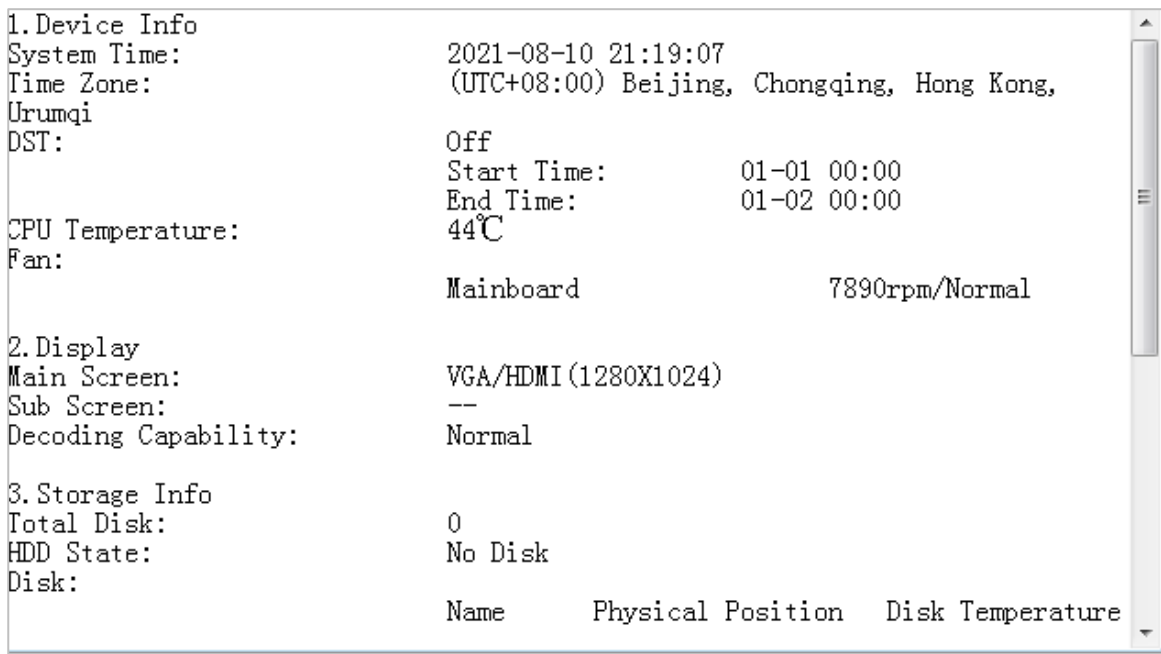 1.Device Info
System Time: 2021-08-10 21:19:07
Time Zone: (UTC+08:00) Beijing, Chongqing, Hong Kong,
Urumqi
DST: Off
Start Time: 01-01 00:00
End Time: 01-02 00:00
CPU Temperature: 44℃
Fan:
Mainboard 7890rpm/Normal
2.Display
Main Screen: VGA/HDMI(1280X1024)
Sub Screen: --
Decoding Capability: Normal
3.Storage Info
Total Disk: 0
HDD State: No Disk
Disk:
Name Physical Position Disk Temperature